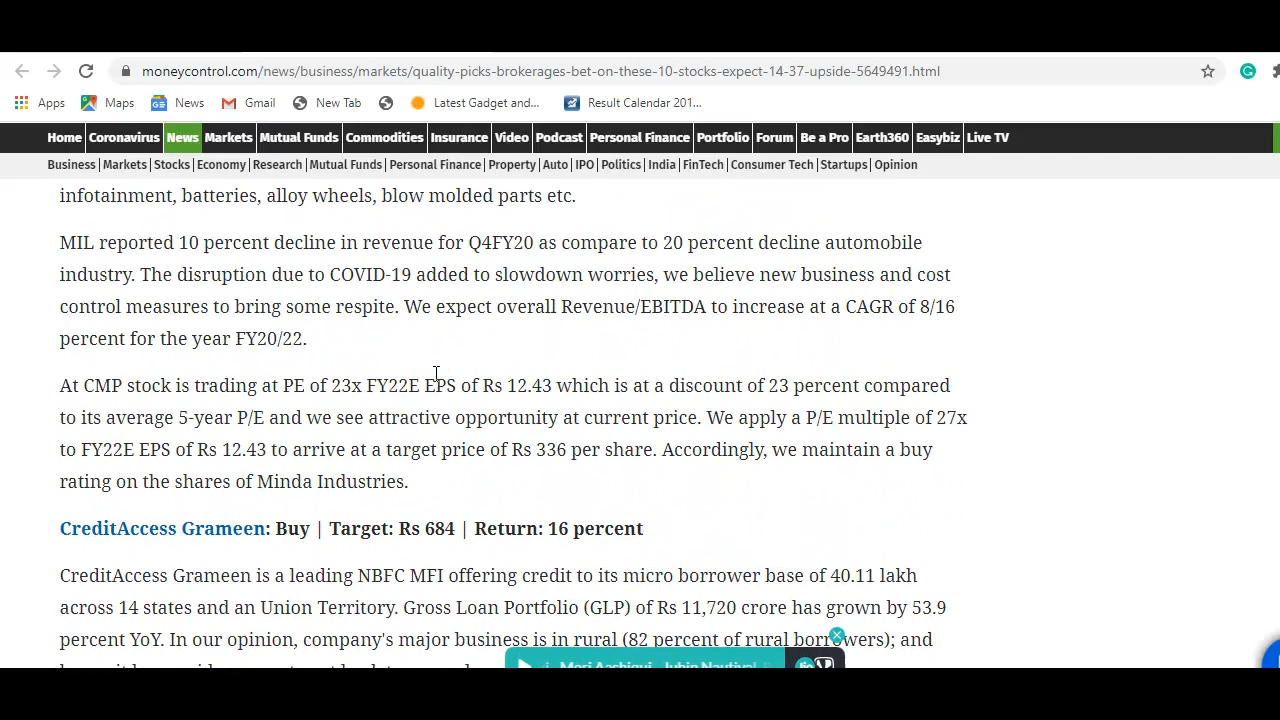 moneycontrol.com/news/business/markets/quality-picks-brokerages-bet-on-these-10-stocks-expect-14-37-upside-5649491.html
Apps Maps News Gmail New Tab Latest Gadget and... Result Calendar 201...
Home Coronavirus News Markets Mutual Funds Commodities Insurance Video Podcast Personal Finance Portfolio Forum Be a Pro Earth360 Easybiz Live TV
Business | Markets | Stocks | Economy | Research | Mutual Funds | Personal Finance | Property | Auto | IPO | Politics | India | FinTech | Consumer Tech | Startups | Opinion
infotainment, batteries, alloy wheels, blow molded parts etc.
MIL reported 10 percent decline in revenue for Q4FY20 as compare to 20 percent decline automobile
industry. The disruption due to COVID-19 added to slowdown worries, we believe new business and cost
control measures to bring some respite. We expect overall Revenue/EBITDA to increase at a CAGR of 8/16
percent for the year FY20/22.
At CMP stock is trading at PE of 23x FY22E EPS of Rs 12.43 which is at a discount of 23 percent compared
to its average 5-year P/E and we see attractive opportunity at current price. We apply a P/E multiple of 27x
to FY22E EPS of Rs 12.43 to arrive at a target price of Rs 336 per share. Accordingly, we maintain a buy
rating on the shares of Minda Industries.
CreditAccess Grameen: Buy | Target: Rs 684 | Return: 16 percent
CreditAccess Grameen is a leading NBFC MFI offering credit to its micro borrower base of 40.11 lakh
across 14 states and an Union Territory. Gross Loan Portfolio (GLP) of Rs 11,720 crore has grown by 53.9
percent YoY. In our opinion, company's major business is in rural (82 percent of rural borrowers); and
Meri Aashiqui Jubin Nautiyal